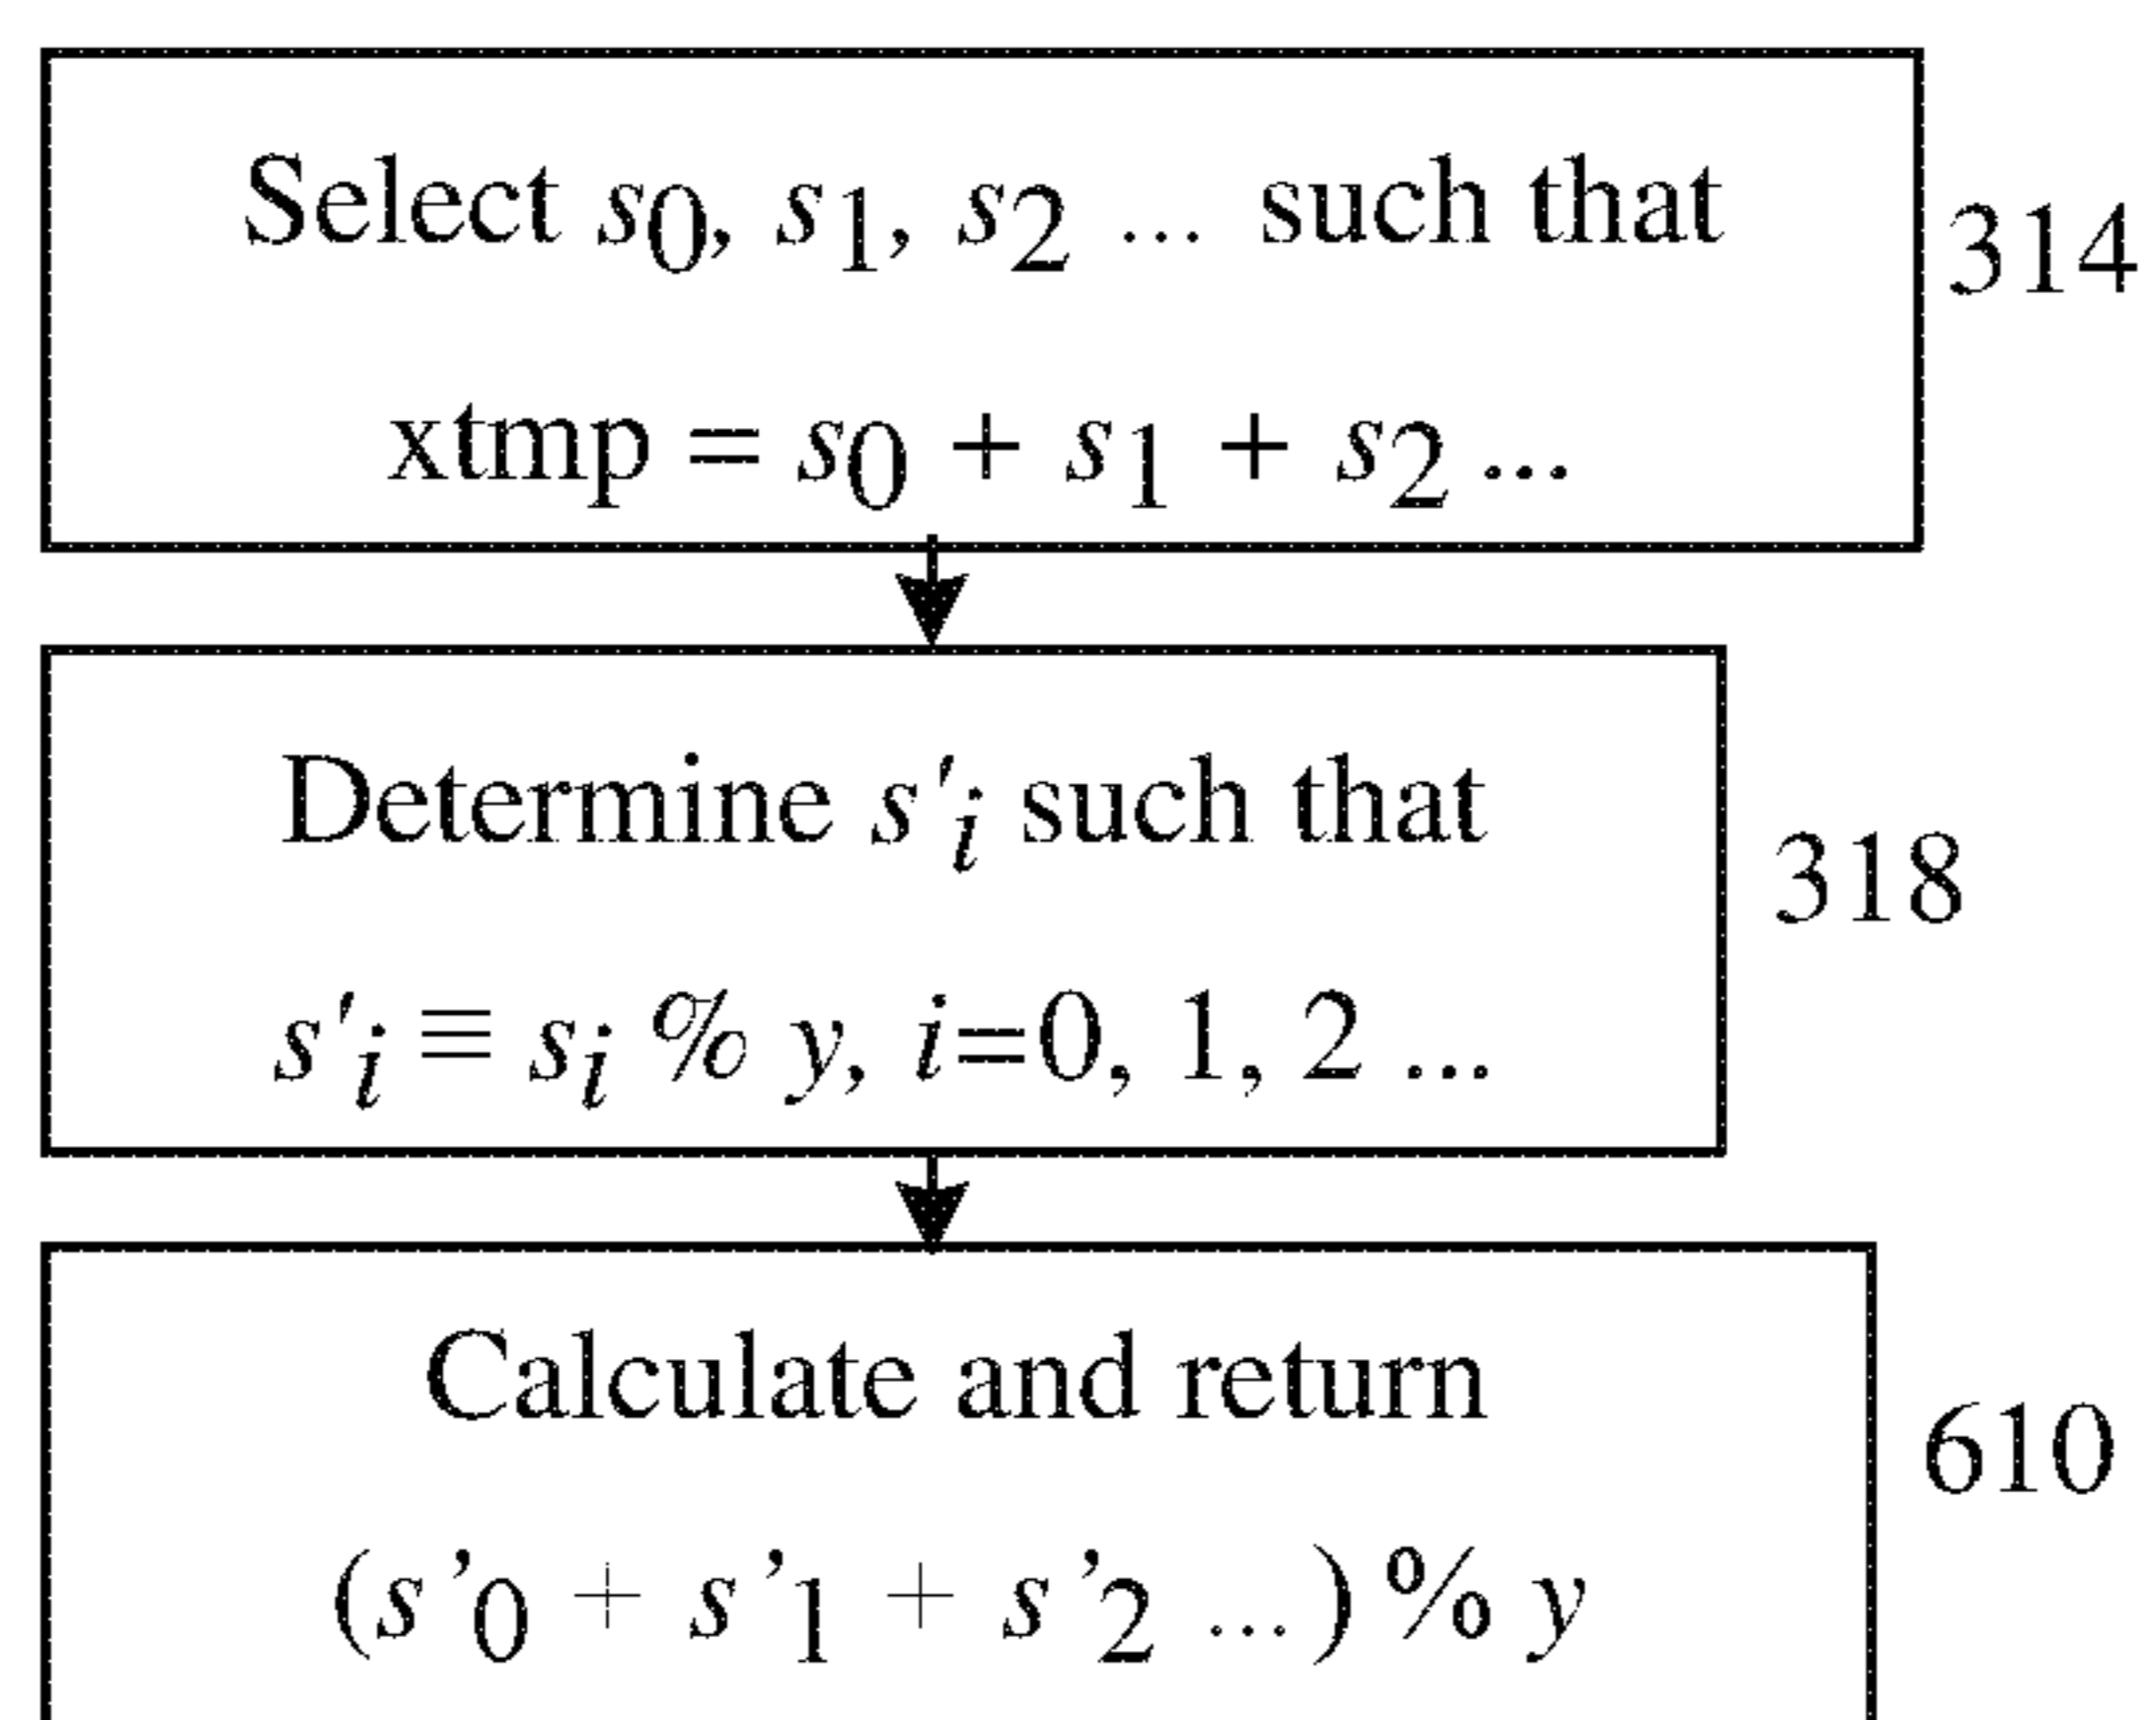 Select s0, s1, s2 ... such that
314
xtmp = s0 + s1 + s2 ...
Determine s'i such that
318
s'i ≡ si % y, i=0, 1, 2 ...
Calculate and return
610
(s’0 + s’1 + s’2 ...) % y